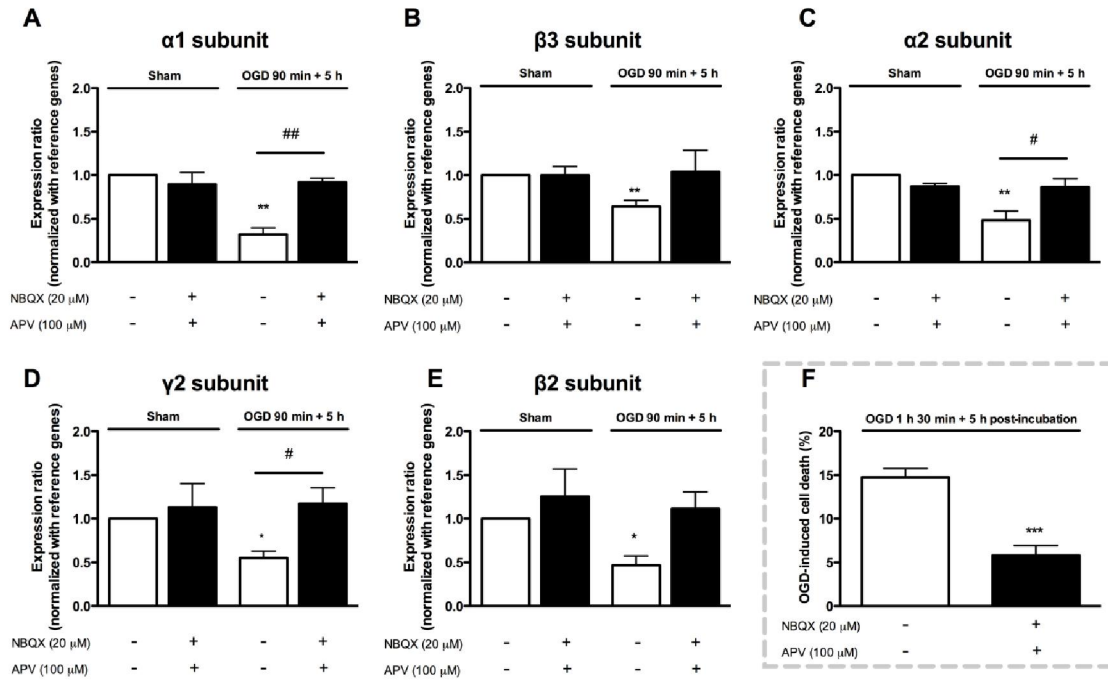 A
α1 subunit
Sham
OGD 90 min + 5 h
Expression ratio
(normalized with reference genes)
2.0
1.5
1.0
0.5
0.0
##
**
NBQX (20 μM) - + - +
APV (100 μM) - + - +
B
β3 subunit
Sham
OGD 90 min + 5 h
Expression ratio
(normalized with reference genes)
2.0
1.5
1.0
0.5
0.0
**
NBQX (20 μM) - + - +
APV (100 μM) - + - +
C
α2 subunit
Sham
OGD 90 min + 5 h
Expression ratio
(normalized with reference genes)
2.0
1.5
1.0
0.5
0.0
#
**
NBQX (20 μM) - + - +
APV (100 μM) - + - +
D
γ2 subunit
Sham
OGD 90 min + 5 h
Expression ratio
(normalized with reference genes)
2.0
1.5
1.0
0.5
0.0
#
*
NBQX (20 μM) - + - +
APV (100 μM) - + - +
E
β2 subunit
Sham
OGD 90 min + 5 h
Expression ratio
(normalized with reference genes)
2.0
1.5
1.0
0.5
0.0
*
NBQX (20 μM) - + - +
APV (100 μM) - + - +
F
OGD 1 h 30 min + 5 h post-incubation
OGD-induced cell death (%)
20
15
10
5
0
***
NBQX (20 μM) - +
APV (100 μM) - +